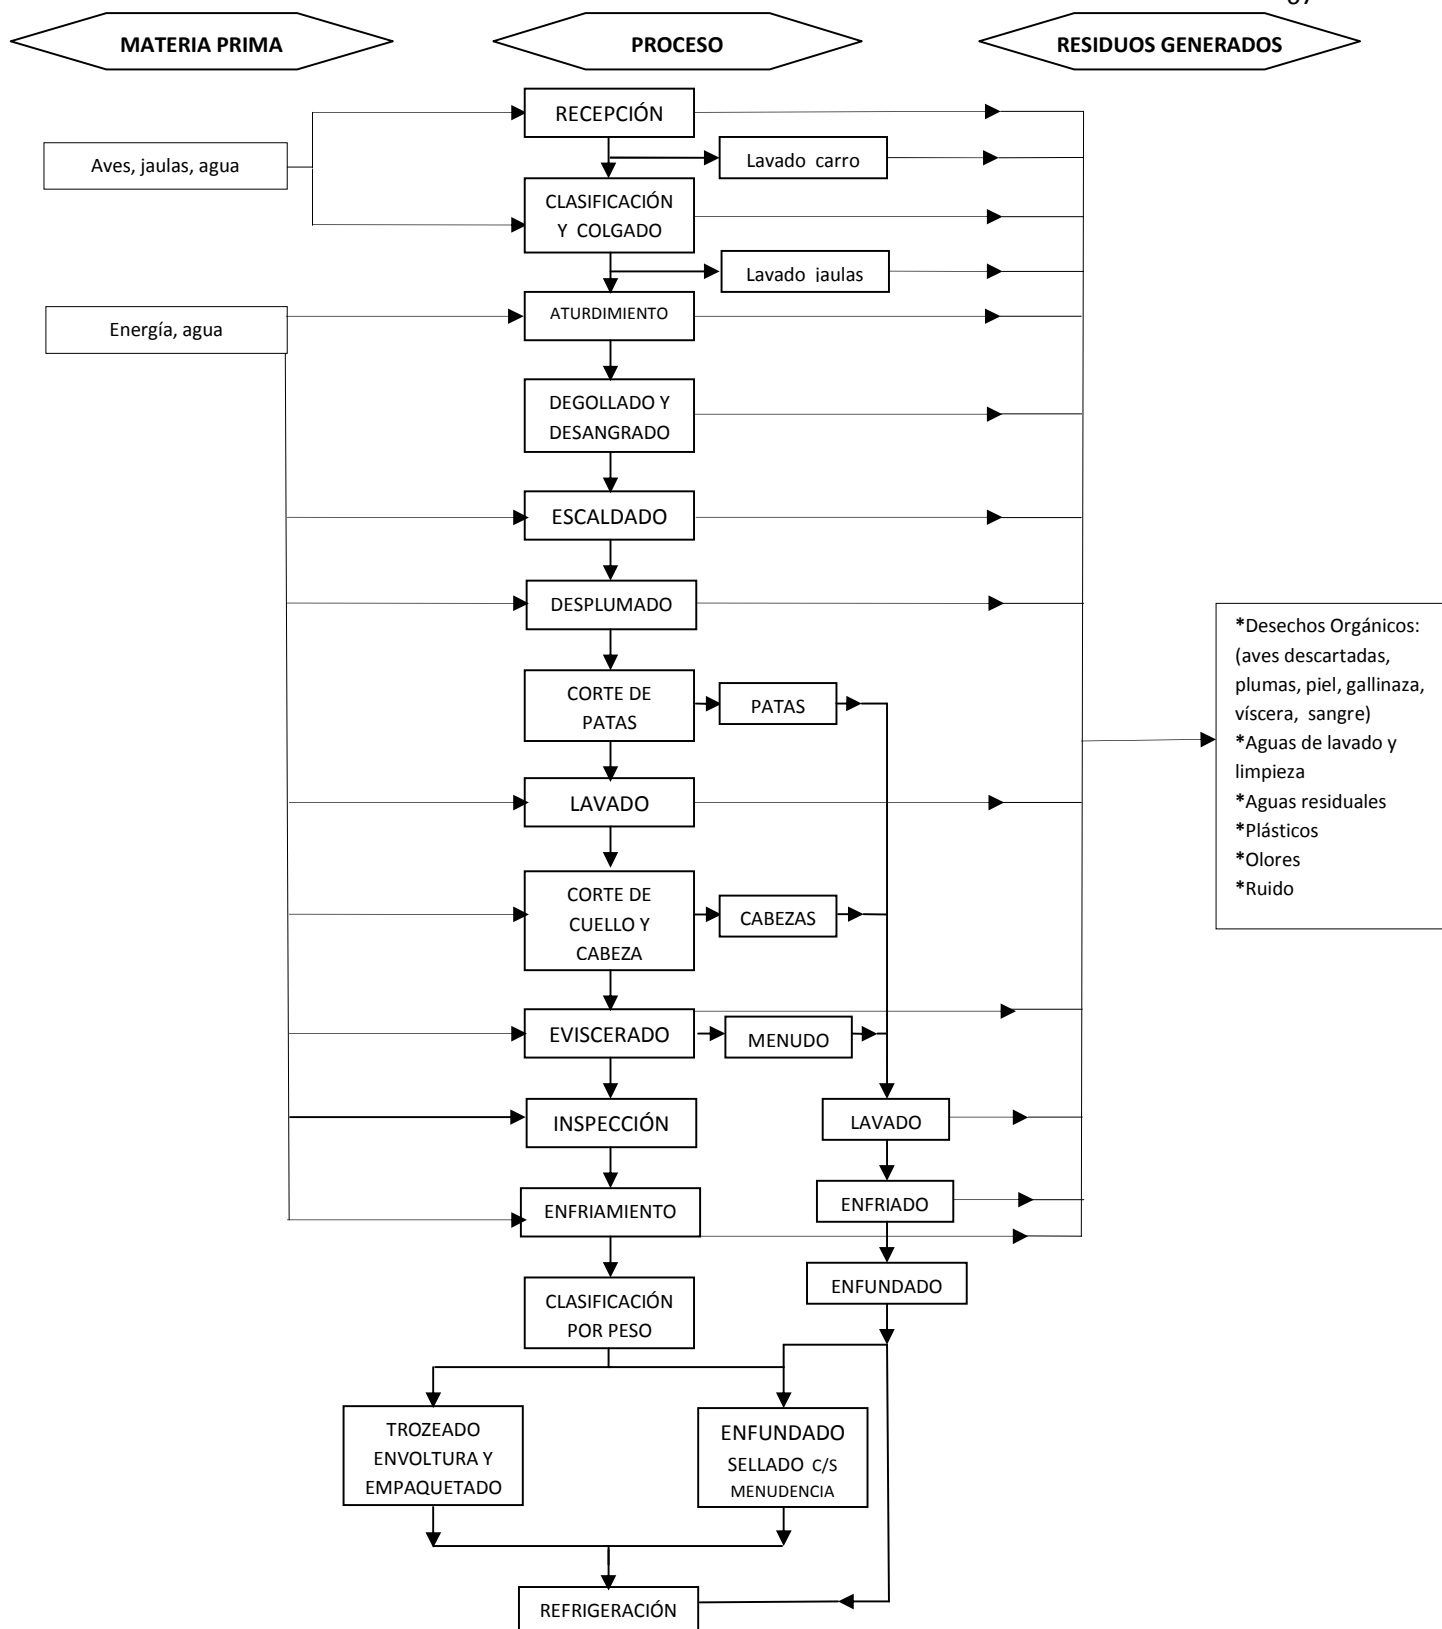 MATERIA PRIMA
PROCESO
RESIDUOS GENERADOS
RECEPCIÓN
Aves, jaulas, agua
Lavado carro
CLASIFICACIÓN
Y COLGADO
Lavado jaulas
Energía, agua
ATURDIMIENTO
DEGOLLADO Y
DESANGRADO
ESCALDADO
DESPLUMADO
*Desechos Orgánicos:
(aves descartadas,
plumas, piel, gallinaza,
víscera, sangre)
*Aguas de lavado y
limpieza
*Aguas residuales
*Plásticos
*Olores
*Ruido
CORTE DE
PATAS
PATAS
LAVADO
CORTE DE
CUELLO Y
CABEZA
CABEZAS
EVISCERADO
MENUDO
INSPECCIÓN
LAVADO
ENFRIAMIENTO
ENFRIADO
ENFUNDADO
CLASIFICACIÓN
POR PESO
TROZEADO
ENVOLTURA Y
EMPAQUETADO
ENFUNDADO
SELLADO C/S
MENUDENCIA
REFRIGERACIÓN